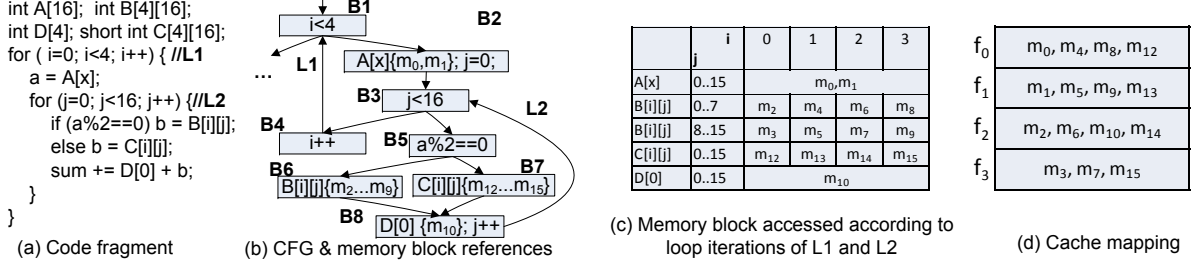 int A[16];  int B[4][16];
int D[4]; short int C[4][16];
for ( i=0; i<4; i++) { //L1
a = A[x];
for (j=0; j<16; j++) {//L2
if (a%2==0) b = B[i][j];
else b = C[i][j];
sum += D[0] + b;
}
}
(a) Code fragment
B1
i<4
B2
...
L1
A[x]{m0,m1}; j=0;
B3
j<16
L2
B4
i++
B5
a%2==0
B6
B[i][j]{m2...m9}
B7
C[i][j]{m12...m15}
B8
D[0] {m10}; j++
(b) CFG & memory block references
i 0 1 2 3
j
A[x] 0..15 m0,m1
B[i][j] 0..7 m2 m4 m6 m8
B[i][j] 8..15 m3 m5 m7 m9
C[i][j] 0..15 m12 m13 m14 m15
D[0] 0..15 m10
(c) Memory block accessed according to
loop iterations of L1 and L2
f0 m0, m4, m8, m12
f1 m1, m5, m9, m13
f2 m2, m6, m10, m14
f3 m3, m7, m15
(d) Cache mapping